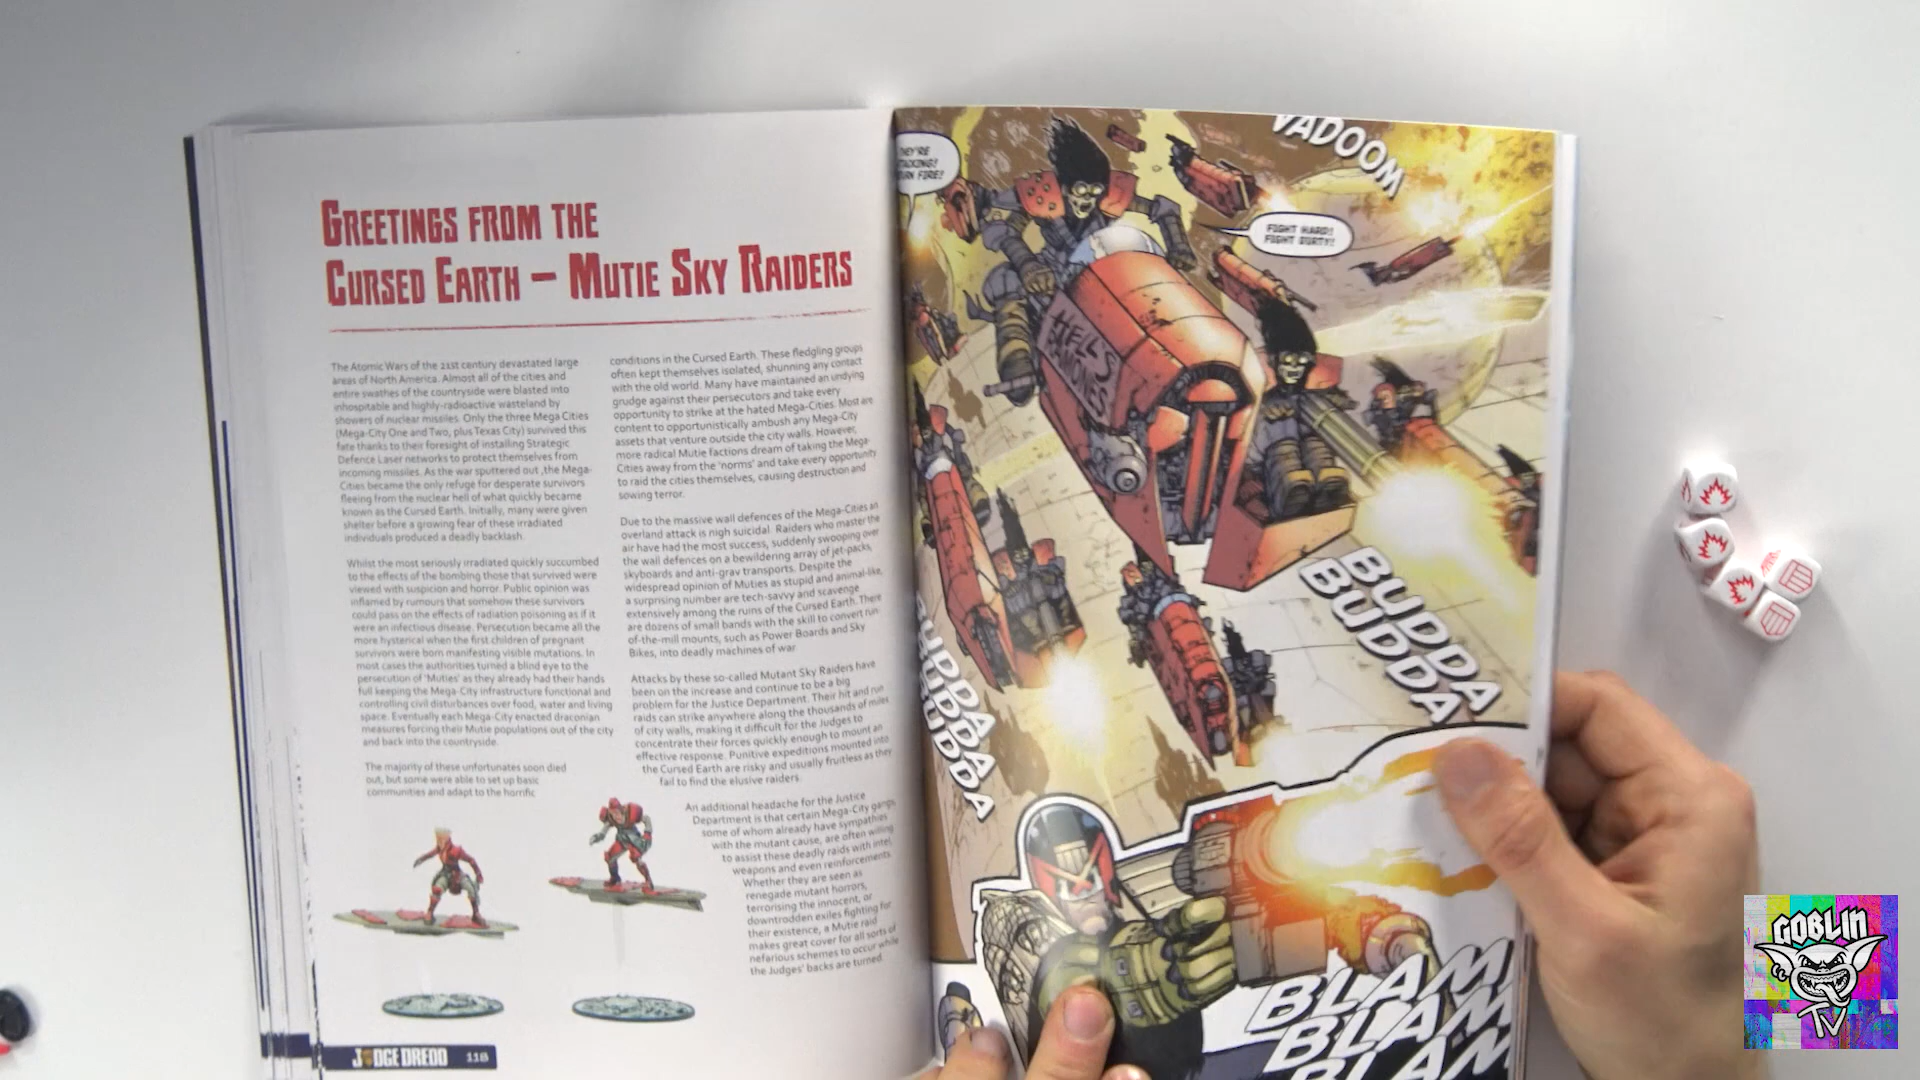 GREETINGS FROM THE
CURSED EARTH – MUTIE SKY RAIDERS
The Atomic Wars of the 21st century devastated large
areas of North America. Almost all of the cities and
entire swathes of the countryside were blasted into
inhospitable and highly-radioactive wasteland by
showers of nuclear missiles. Only the three Mega Cities
(Mega-City One and Two, plus Texas City) survived this
fate thanks to their foresight of installing Strategic
Defence Laser networks to protect themselves from
incoming missiles. As the war sputtered out ,the Mega-
Cities became the only refuge for desperate survivors
fleeing from the nuclear hell of what quickly became
known as the Cursed Earth. Initially, many were given
shelter before a growing fear of these irradiated
individuals produced a deadly backlash.
Whilst the most seriously irradiated quickly succumbed
to the effects of the bombing those that survived were
viewed with suspicion and horror. Public opinion was
inflamed by rumours that somehow these survivors
could pass on the effects of radiation poisoning as if it
were an infectious disease. Persecution became all the
more hysterical when the first children of pregnant
survivors were born manifesting visible mutations. In
most cases the authorities turned a blind eye to the
persecution of 'Muties' as they already had their hands
full keeping the Mega-City infrastructure functional and
controlling civil disturbances over food, water and living
space. Eventually each Mega-City enacted draconian
measures forcing their Mutie populations out of the city
and back into the countryside.
The majority of these unfortunates soon died
out, but some were able to set up basic
communities and adapt to the horrific
conditions in the Cursed Earth. These fledgling groups
often kept themselves isolated, shunning any contact
with the old world. Many have maintained an undying
grudge against their persecutors and take every
opportunity to strike at the hated Mega-Cities. Most are
content to opportunistically ambush any Mega-City
assets that venture outside the city walls. However,
more radical Mutie factions dream of taking the Mega-
Cities away from the 'norms' and take every opportunity
to raid the cities themselves, causing destruction and
sowing terror.
Due to the massive wall defences of the Mega-Cities an
overland attack is nigh suicidal. Raiders who master the
air have had the most success, suddenly swooping over
the wall defences on a bewildering array of jet-packs,
skyboards and anti-grav transports. Despite the
widespread opinion of Muties as stupid and animal-like,
a surprising number are tech-savvy and scavenge
extensively among the ruins of the Cursed Earth. There
are dozens of small bands with the skill to convert run-
of-the-mill mounts, such as Power Boards and Sky
Bikes, into deadly machines of war
Attacks by these so-called Mutant Sky Raiders have
been on the increase and continue to be a big
problem for the Justice Department. Their hit and run
raids can strike anywhere along the thousands of miles
of city walls, making it difficult for the Judges to
concentrate their forces quickly enough to mount an
effective response. Punitive expeditions mounted into
the Cursed Earth are risky and usually fruitless as they
fail to find the elusive raiders.
An additional headache for the Justice
Department is that certain Mega-City gangs,
some of whom already have sympathies
with the mutant cause, are often willing
to assist these deadly raids with intel,
weapons and even reinforcements.
Whether they are seen as
renegade mutant horrors,
terrorising the innocent, or
downtrodden exiles fighting for
their existence, a Mutie raid
makes great cover for all sorts of
nefarious schemes to occur while
the Judges' backs are turned.
JUDGE DREDD 118
VADOOM
FIGHT HARD!
FIGHT DIRTY!
HEL'S
BUDDA
BUDDA
BUDDA
BUDDA
BUDDA
BLAM
BLAM
BLAM
GOBLIN
TV